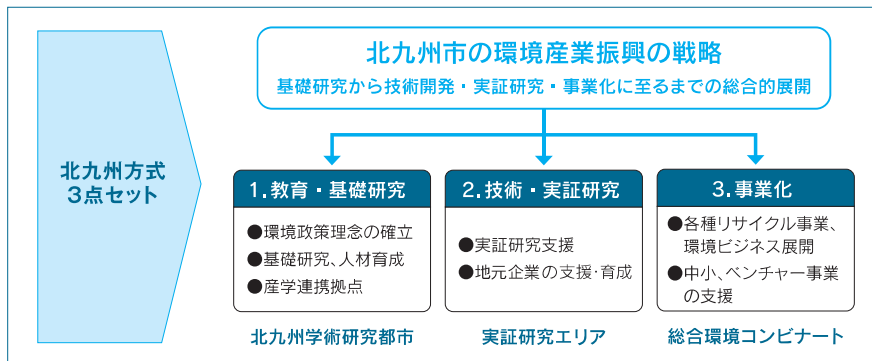 北九州方式
3点セット
北九州市の環境産業振興の戦略
基礎研究から技術開発・実証研究・事業化に至るまでの総合的展開
1.教育・基礎研究
●環境政策理念の確立
●基礎研究、人材育成
●産学連携拠点
北九州学術研究都市
2.技術・実証研究
●実証研究支援
●地元企業の支援・育成
実証研究エリア
3.事業化
●各種リサイクル事業、
環境ビジネス展開
●中小、ベンチャー事業
の支援
総合環境コンビナート